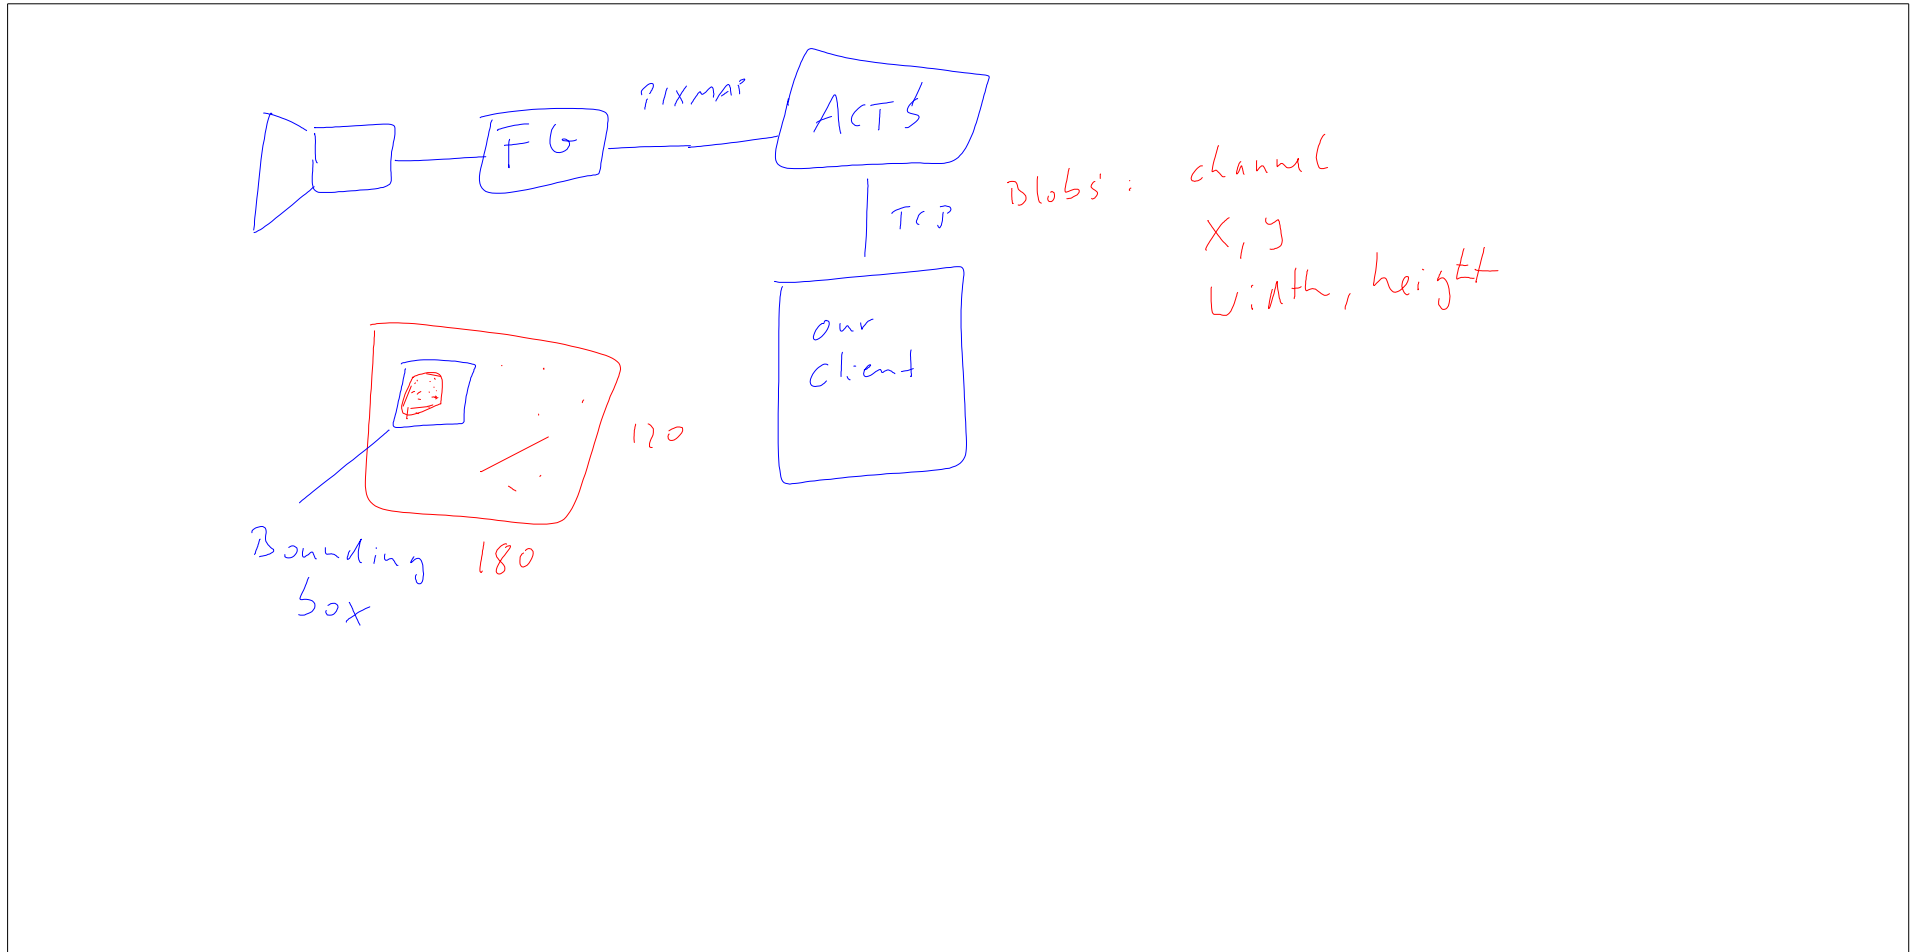 PIXMAP
ACTS
FG
Blobs: channel
x, y
width, height
TCP
our
client
120
Bounding
box
180